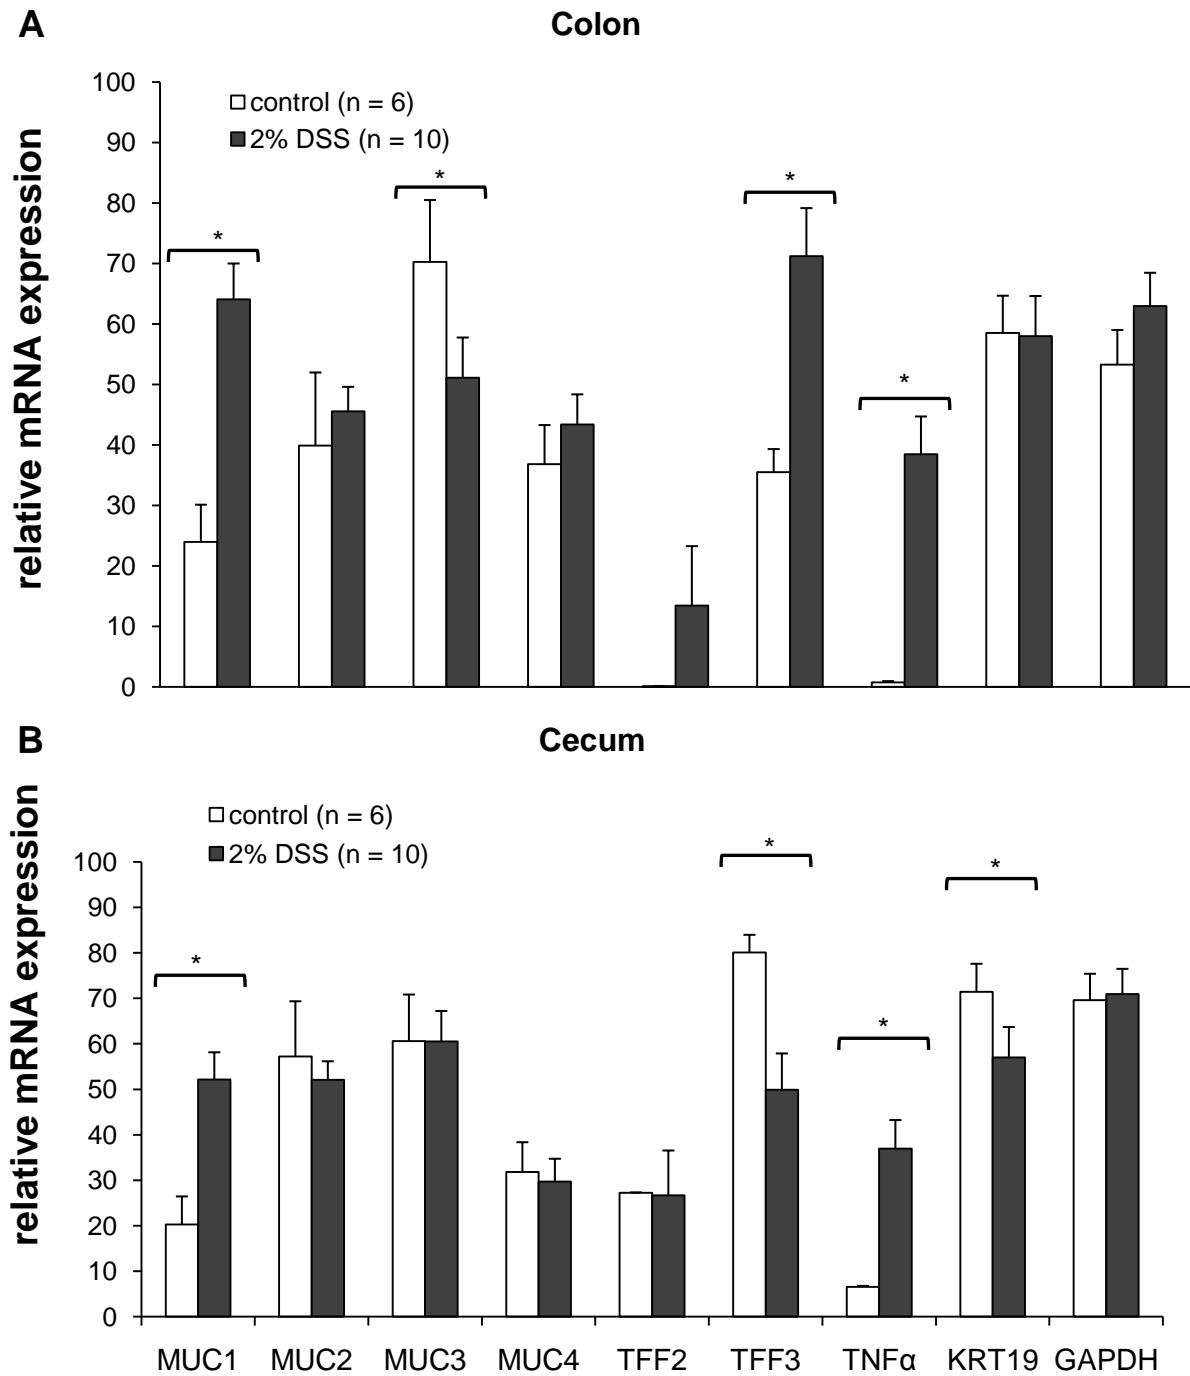 A
Colon
100
90
80
70
60
50
40
30
20
10
0
relative mRNA expression
control (n = 6)
2% DSS (n = 10)
*
*
*
*
B
Cecum
control (n = 6)
2% DSS (n = 10)
100
90
80
70
60
50
40
30
20
10
0
relative mRNA expression
*
*
*
*
MUC1 MUC2 MUC3 MUC4 TFF2 TFF3 TNFα KRT19 GAPDH